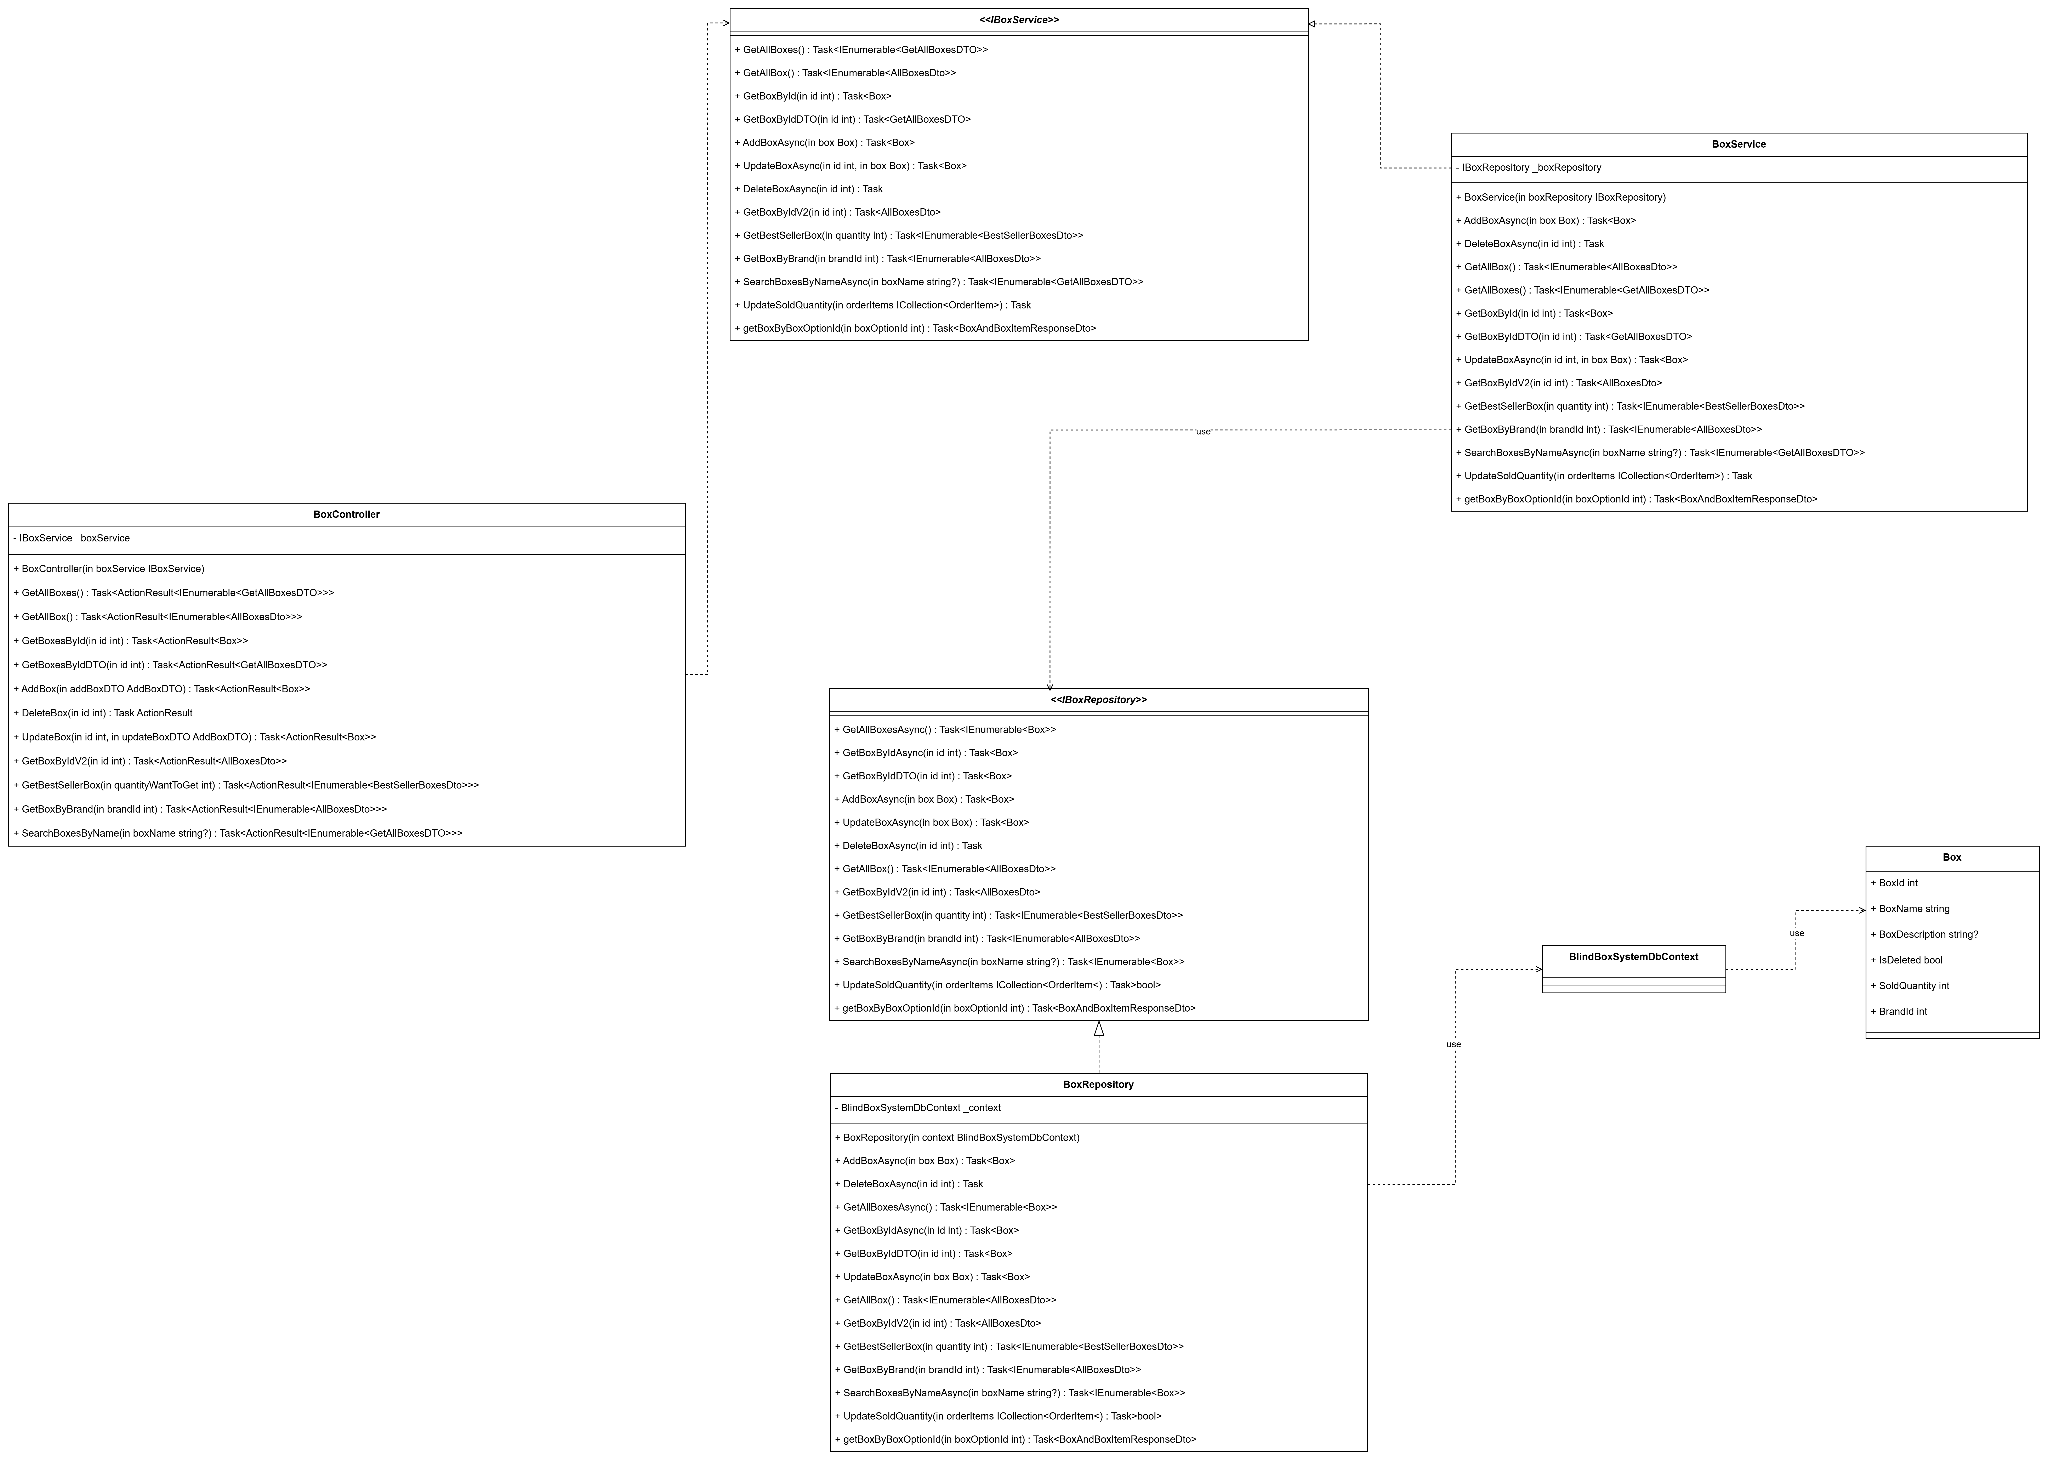 <<IBoxService>>
+ GetAllBoxes() : Task<IEnumerable<GetAllBoxesDTO>>
+ GetAllBox() : Task<IEnumerable<AllBoxesDto>>
+ GetBoxById(in id int) : Task<Box>
+ GetBoxByIdDTO(in id int) : Task<GetAllBoxesDTO>
+ AddBoxAsync(in box Box) : Task<Box>
+ UpdateBoxAsync(in id int, in box Box) : Task<Box>
+ DeleteBoxAsync(in id int) : Task
+ GetBoxByIdV2(in id int) : Task<AllBoxesDto>
+ GetBestSellerBox(in quantity int) : Task<IEnumerable<BestSellerBoxesDto>>
+ GetBoxByBrand(in brandId int) : Task<IEnumerable<AllBoxesDto>>
+ SearchBoxesByNameAsync(in boxName string?) : Task<IEnumerable<GetAllBoxesDTO>>
+ UpdateSoldQuantity(in orderItems ICollection<OrderItem>) : Task
+ getBoxByBoxOptionId(in boxOptionId int) : Task<BoxAndBoxItemResponseDto>
BoxService
- IBoxRepository _boxRepository
+ BoxService(in boxRepository IBoxRepository)
+ AddBoxAsync(in box Box) : Task<Box>
+ DeleteBoxAsync(in id int) : Task
+ GetAllBox() : Task<IEnumerable<AllBoxesDto>>
+ GetAllBoxes() : Task<IEnumerable<GetAllBoxesDTO>>
+ GetBoxById(in id int) : Task<Box>
+ GetBoxByIdDTO(in id int) : Task<GetAllBoxesDTO>
+ UpdateBoxAsync(in id int, in box Box) : Task<Box>
+ GetBoxByIdV2(in id int) : Task<AllBoxesDto>
+ GetBestSellerBox(in quantity int) : Task<IEnumerable<BestSellerBoxesDto>>
+ GetBoxByBrand(in brandId int) : Task<IEnumerable<AllBoxesDto>>
+ SearchBoxesByNameAsync(in boxName string?) : Task<IEnumerable<GetAllBoxesDTO>>
+ UpdateSoldQuantity(in orderItems ICollection<OrderItem>) : Task
+ getBoxByBoxOptionId(in boxOptionId int) : Task<BoxAndBoxItemResponseDto>
use
BoxController
- IBoxService _boxService
+ BoxController(in boxService IBoxService)
+ GetAllBoxes() : Task<ActionResult<IEnumerable<GetAllBoxesDTO>>>
+ GetAllBox() : Task<ActionResult<IEnumerable<AllBoxesDto>>>
+ GetBoxesById(in id int) : Task<ActionResult<Box>>
+ GetBoxesByIdDTO(in id int) : Task<ActionResult<GetAllBoxesDTO>>
+ AddBox(in addBoxDTO AddBoxDTO) : Task<ActionResult<Box>>
+ DeleteBox(in id int) : Task ActionResult
+ UpdateBox(in id int, in updateBoxDTO AddBoxDTO) : Task<ActionResult<Box>>
+ GetBoxByIdV2(in id int) : Task<ActionResult<AllBoxesDto>>
+ GetBestSellerBox(in quantityWantToGet int) : Task<ActionResult<IEnumerable<BestSellerBoxesDto>>>
+ GetBoxByBrand(in brandId int) : Task<ActionResult<IEnumerable<AllBoxesDto>>>
+ SearchBoxesByName(in boxName string?) : Task<ActionResult<IEnumerable<GetAllBoxesDTO>>>
<<IBoxRepository>>
+ GetAllBoxesAsync() : Task<IEnumerable<Box>>
+ GetBoxByIdAsync(in id int) : Task<Box>
+ GetBoxByIdDTO(in id int) : Task<Box>
+ AddBoxAsync(in box Box) : Task<Box>
+ UpdateBoxAsync(in box Box) : Task<Box>
+ DeleteBoxAsync(in id int) : Task
+ GetAllBox() : Task<IEnumerable<AllBoxesDto>>
+ GetBoxByIdV2(in id int) : Task<AllBoxesDto>
+ GetBestSellerBox(in quantity int) : Task<IEnumerable<BestSellerBoxesDto>>
+ GetBoxByBrand(in brandId int) : Task<IEnumerable<AllBoxesDto>>
+ SearchBoxesByNameAsync(in boxName string?) : Task<IEnumerable<Box>>
+ UpdateSoldQuantity(in orderItems ICollection<OrderItem<) : Task>bool>
+ getBoxByBoxOptionId(in boxOptionId int) : Task<BoxAndBoxItemResponseDto>
Box
+ BoxId int
+ BoxName string
+ BoxDescription string?
+ IsDeleted bool
+ SoldQuantity int
+ BrandId int
use
BlindBoxSystemDbContext
use
BoxRepository
- BlindBoxSystemDbContext _context
+ BoxRepository(in context BlindBoxSystemDbContext)
+ AddBoxAsync(in box Box) : Task<Box>
+ DeleteBoxAsync(in id int) : Task
+ GetAllBoxesAsync() : Task<IEnumerable<Box>>
+ GetBoxByIdAsync(in id int) : Task<Box>
+ GetBoxByIdDTO(in id int) : Task<Box>
+ UpdateBoxAsync(in box Box) : Task<Box>
+ GetAllBox() : Task<IEnumerable<AllBoxesDto>>
+ GetBoxByIdV2(in id int) : Task<AllBoxesDto>
+ GetBestSellerBox(in quantity int) : Task<IEnumerable<BestSellerBoxesDto>>
+ GetBoxByBrand(in brandId int) : Task<IEnumerable<AllBoxesDto>>
+ SearchBoxesByNameAsync(in boxName string?) : Task<IEnumerable<Box>>
+ UpdateSoldQuantity(in orderItems ICollection<OrderItem<) : Task>bool>
+ getBoxByBoxOptionId(in boxOptionId int) : Task<BoxAndBoxItemResponseDto>